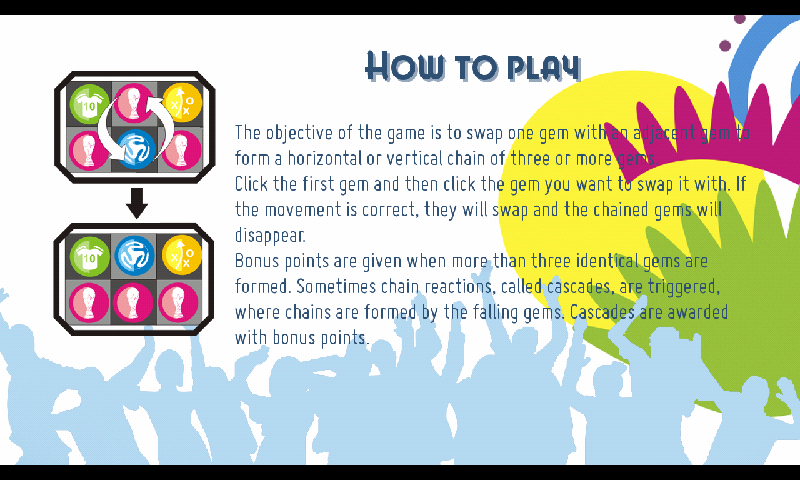 How to play
The objective of the game is to swap one gem with an adjacent gem to
form a horizontal or vertical chain of three or more gems.
Click the first gem and then click the gem you want to swap it with. If
the movement is correct, they will swap and the chained gems will
disappear.
Bonus points are given when more than three identical gems are
formed. Sometimes chain reactions, called cascades, are triggered,
where chains are formed by the falling gems. Cascades are awarded
with bonus points.
10
X O X
10
X O X